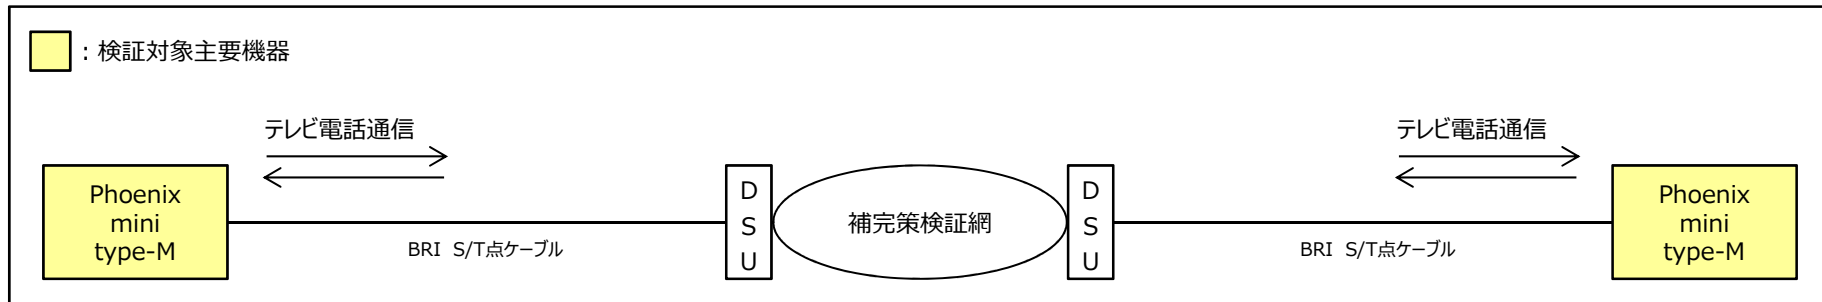 ：検証対象主要機器
テレビ電話通信
テレビ電話通信
Phoenix
mini
type-M
DSU
補完策検証網
DSU
Phoenix
mini
type-M
BRI S/T点ケーブル
BRI S/T点ケーブル